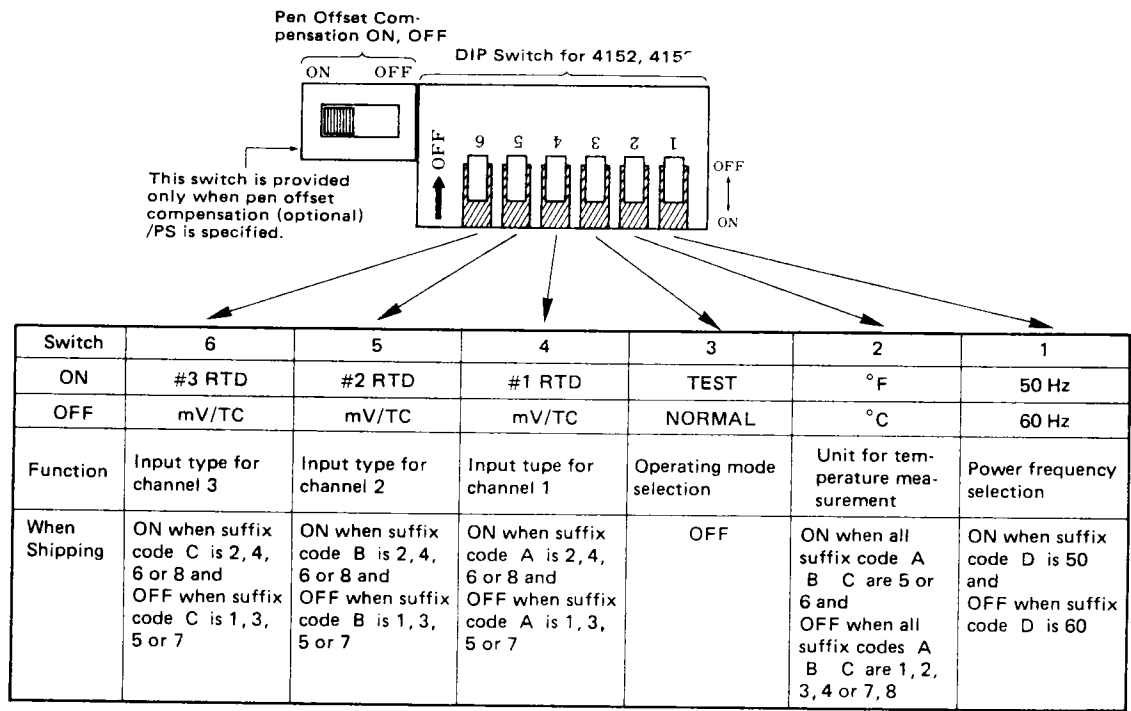 Pen Offset Com-
pensation ON, OFF
ON OFF
DIP Switch for 4152,
OFF
6 5 4 3 2 1
OFF
ON
This switch is provided
only when pen offset
compensation (optional)
/PS is specified.
Switch 6 5 4 3 2 1
ON #3 RTD #2 RTD #1 RTD TEST °F 50 Hz
OFF mV/TC mV/TC mV/TC NORMAL °C 60 Hz
Function
Input type for
channel 3
Input type for
channel 2
Input tupe for
channel 1
Operating mode
selection
Unit for tem-
perature mea-
surement
Power frequency
selection
When
Shipping
ON when suffix
code C is 2, 4,
6 or 8 and
OFF when suffix
code C is 1, 3,
5 or 7
ON when suffix
code B is 2, 4,
6 or 8 and
OFF when suffix
code B is 1, 3,
5 or 7
ON when suffix
code A is 2, 4,
6 or 8 and
OFF when suffix
code A is 1, 3,
5 or 7
OFF
ON when all
suffix code A
B C are 5 or
6 and
OFF when all
suffix codes A
B C are 1, 2,
3, 4 or 7, 8
ON when suffix
code D is 50
and
OFF when suffix
code D is 60